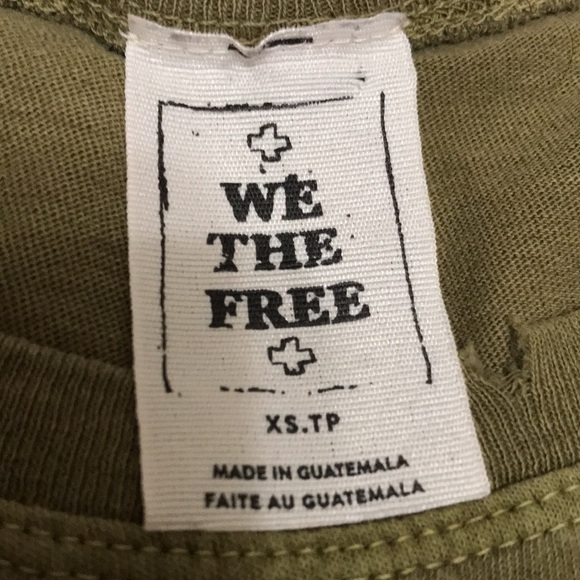 WE
THE
FREE
XS.TP
MADE IN GUATEMALA
FAITE AU GUATEMALA